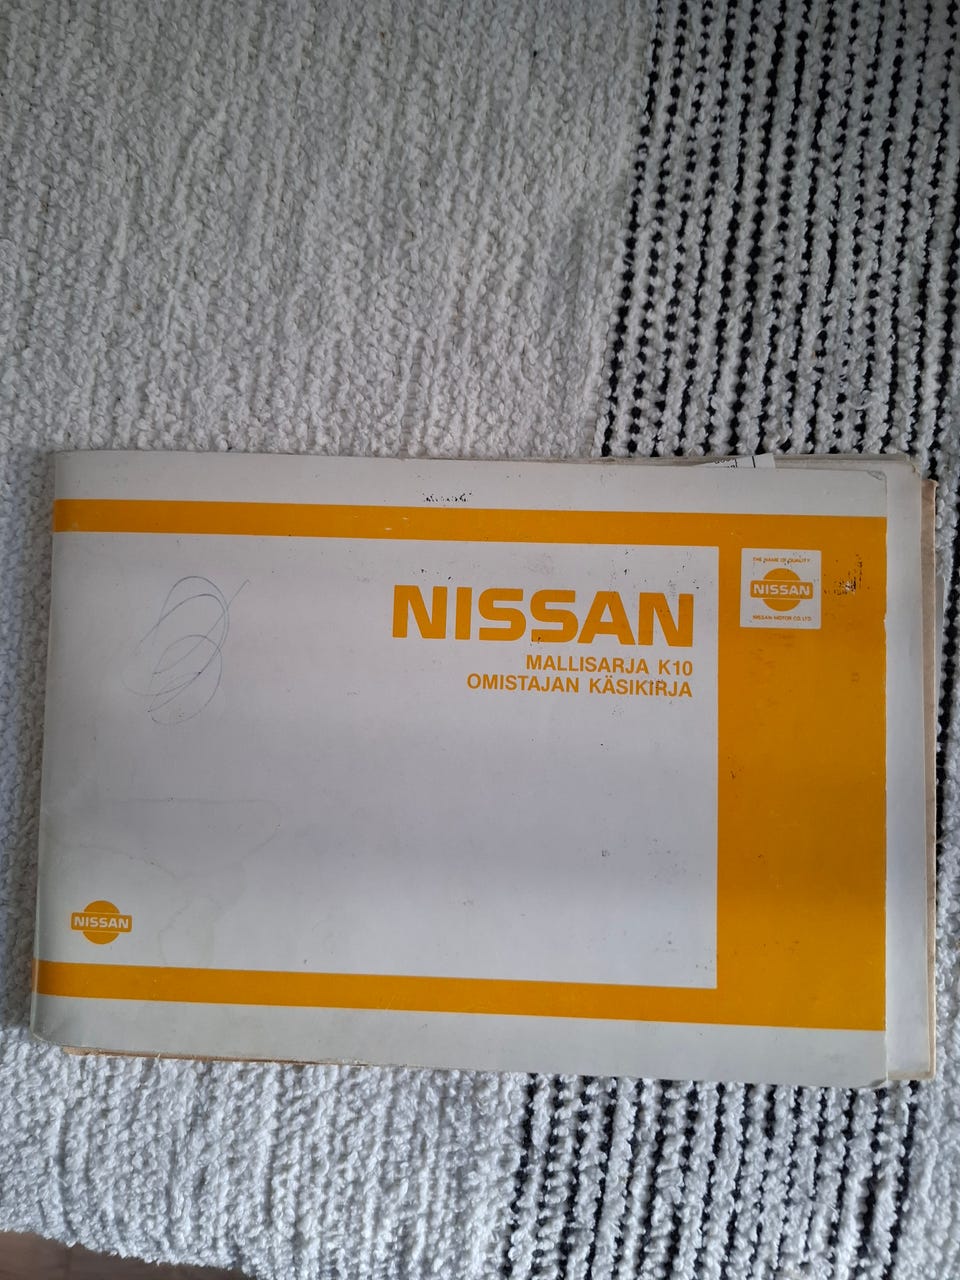 NISSAN
MALLISARJA K10
OMISTAJAN KÄSIKIRJA
THE NAME OF QUALITY
NISSAN
NISSAN MOTOR CO. LTD.
NISSAN